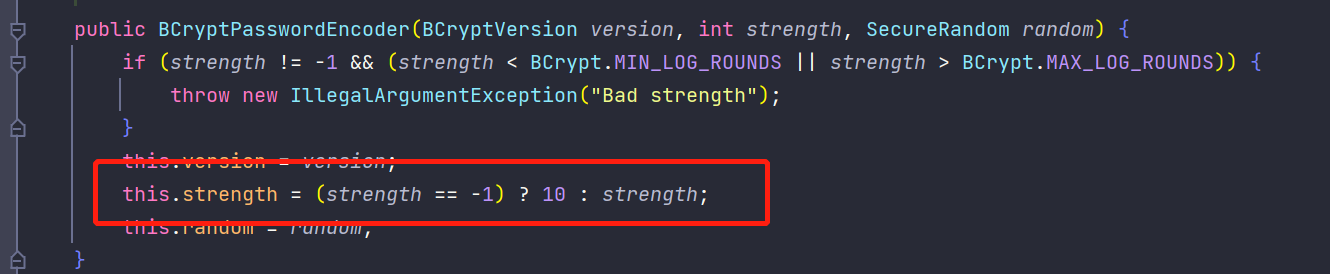 public BCryptPasswordEncoder(BCryptVersion version, int strength, SecureRandom random) {
if (strength != -1 && (strength < BCrypt.MIN_LOG_ROUNDS || strength > BCrypt.MAX_LOG_ROUNDS)) {
throw new IllegalArgumentException("Bad strength");
}
this.version = version;
this.strength = (strength == -1) ? 10 : strength;
this.random = random;
}